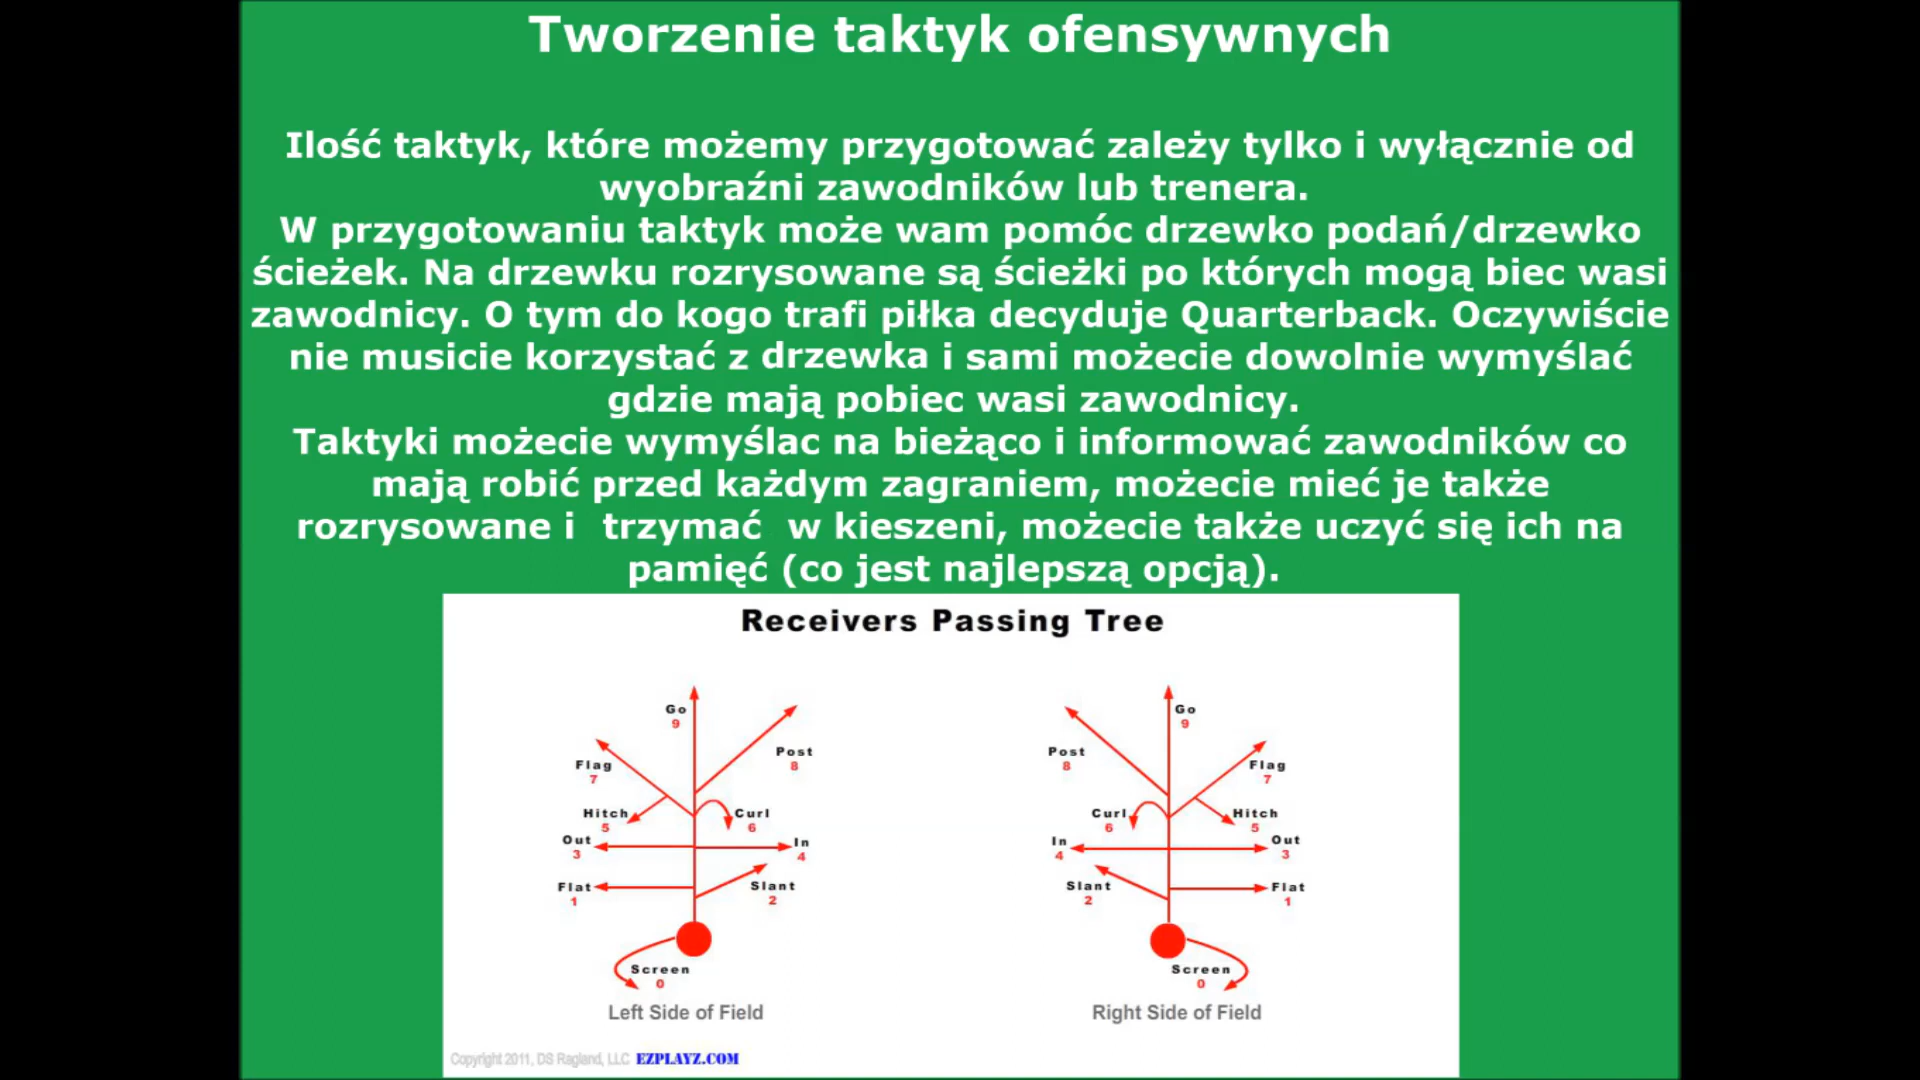 Tworzenie taktyk ofensywnych
Ilość taktyk, które możemy przygotować zależy tylko i wyłącznie od
wyobraźni zawodników lub trenera.
W przygotowaniu taktyk może wam pomóc drzewko podań/drzewko
ścieżek. Na drzewku rozrysowane są ścieżki po których mogą biec wasi
zawodnicy. O tym do kogo trafi piłka decyduje Quarterback. Oczywiście
nie musicie korzystać z drzewka i sami możecie dowolnie wymyślać
gdzie mają pobiec wasi zawodnicy.
Taktyki możecie wymyślac na bieżąco i informować zawodników co
mają robić przed każdym zagraniem, możecie mieć je także
rozrysowane i trzymać w kieszeni, możecie także uczyć się ich na
pamięć (co jest najlepszą opcją).
Receivers Passing Tree
Go
9
Post
8
Flag
7
Hitch
5
Curl
6
Out
3
In
4
Flat
1
Slant
2
Screen
0
Left Side of Field
Go
9
Post
8
Flag
7
Curl
6
Hitch
5
In
4
Out
3
Slant
2
Flat
1
Screen
0
Right Side of Field
Copyright 2011, DS Ragland, LLC EZPLAYZ.COM